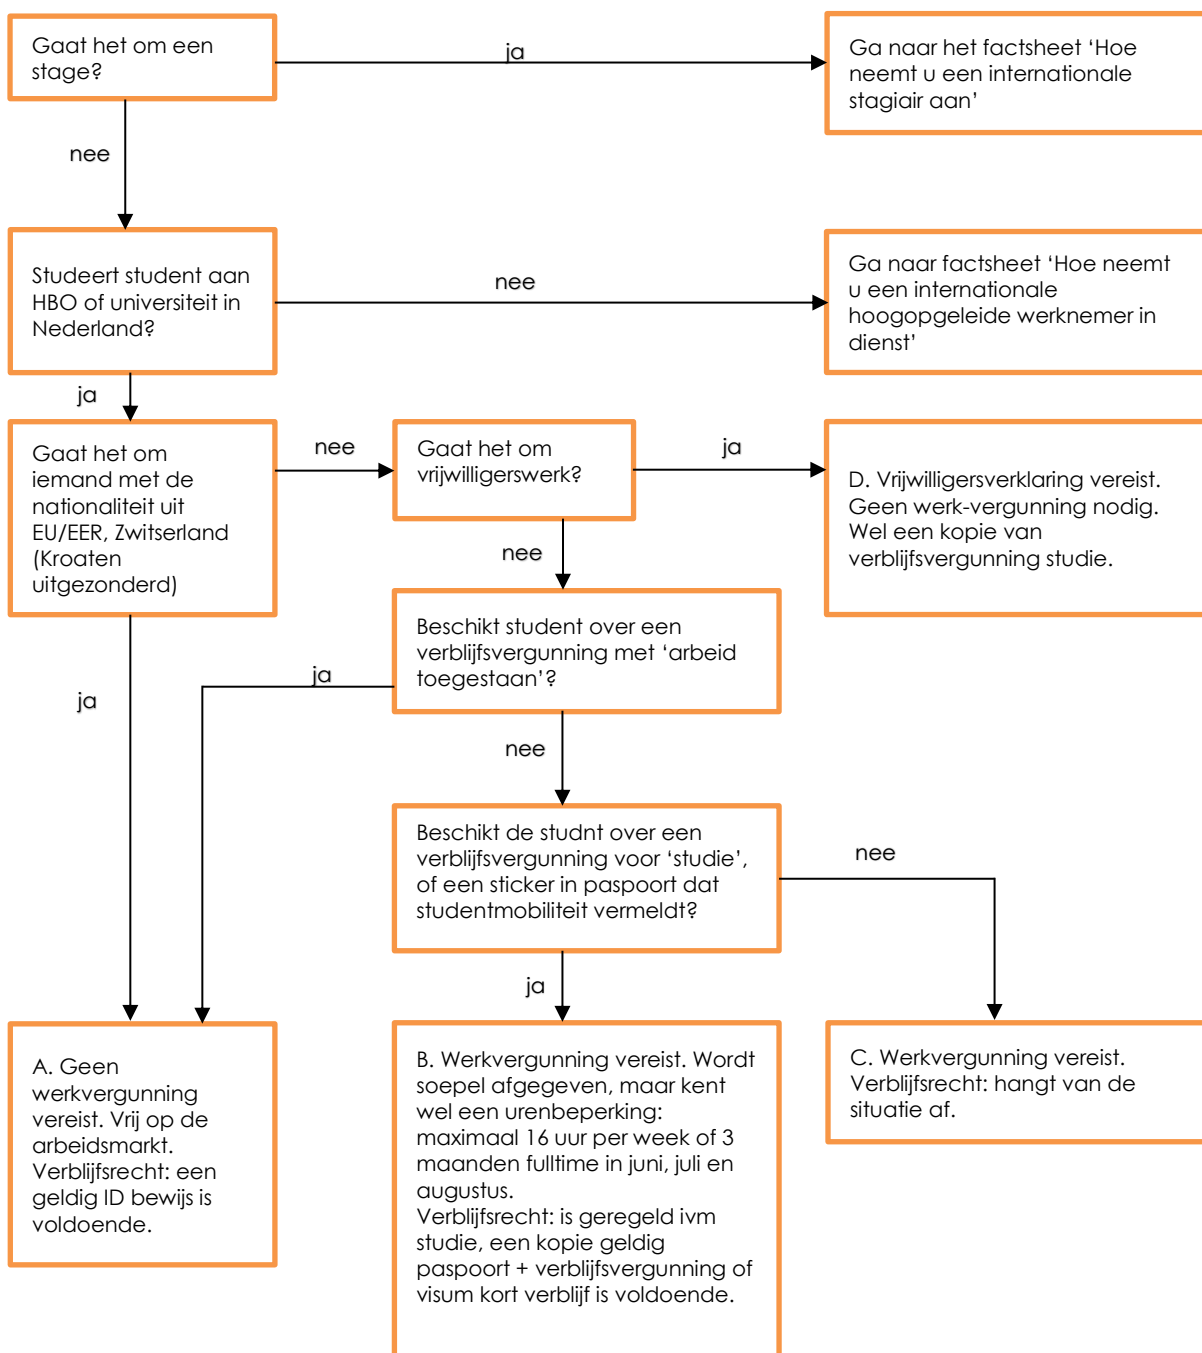 Gaat het om een
stage?
ja
Ga naar het factsheet ‘Hoe
neemt u een internationale
stagiair aan’
nee
Studeert student aan
HBO of universiteit in
Nederland?
nee
Ga naar factsheet ‘Hoe neemt
u een internationale
hoogopgeleide werknemer in
dienst’
ja
Gaat het om
iemand met de
nationaliteit uit
EU/EER, Zwitserland
(Kroaten
uitgezonderd)
nee
Gaat het om
vrijwilligerswerk?
ja
D. Vrijwilligersverklaring vereist.
Geen werk-vergunning nodig.
Wel een kopie van
verblijfsvergunning studie.
nee
Beschikt student over een
verblijfsvergunning met ‘arbeid
toegestaan’?
ja
ja
nee
Beschikt de studnt over een
verblijfsvergunning voor ‘studie’,
of een sticker in paspoort dat
studentmobiliteit vermeldt?
nee
ja
A. Geen
werkvergunning
vereist. Vrij op de
arbeidsmarkt.
Verblijfsrecht: een
geldig ID bewijs is
voldoende.
B. Werkvergunning vereist. Wordt
soepel afgegeven, maar kent
wel een urenbeperking:
maximaal 16 uur per week of 3
maanden fulltime in juni, juli en
augustus.
Verblijfsrecht: is geregeld ivm
studie, een kopie geldig
paspoort + verblijfsvergunning of
visum kort verblijf is voldoende.
C. Werkvergunning vereist.
Verblijfsrecht: hangt van de
situatie af.